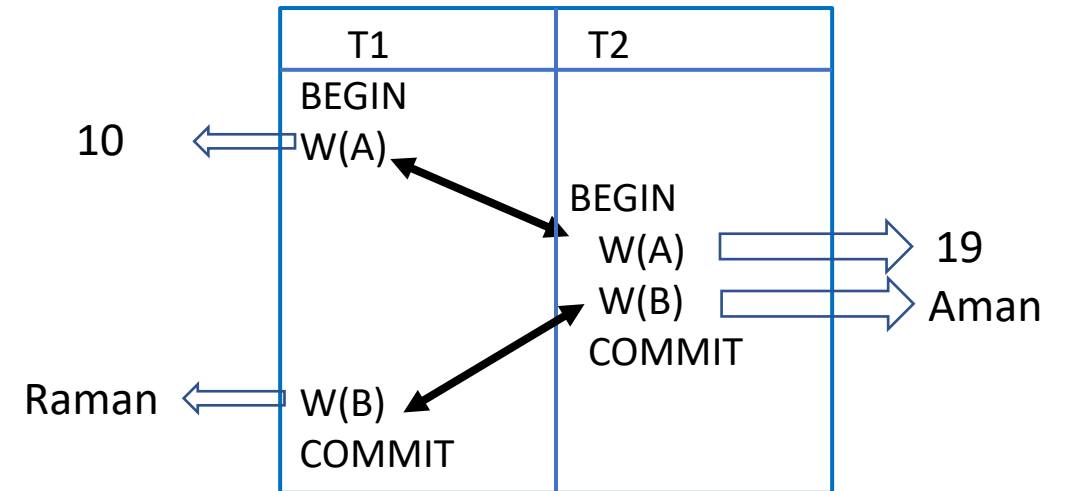 T1 T2
BEGIN
10 W(A)
BEGIN
W(A) 19
W(B) Aman
COMMIT
Raman W(B)
COMMIT